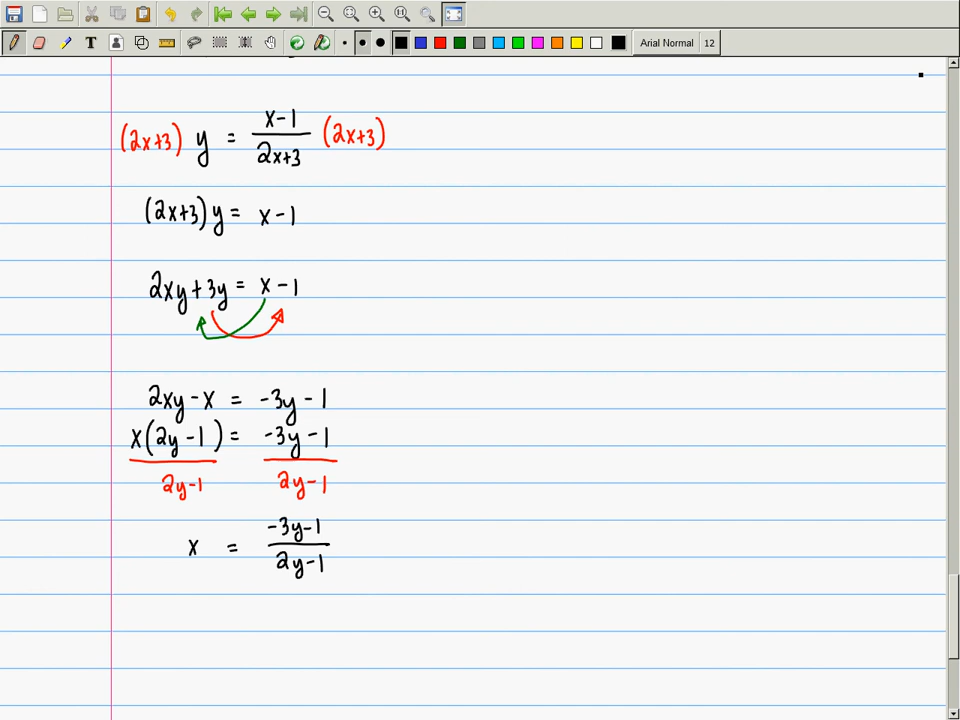 Arial Normal 12
(2x+3) y = x-1 / 2x+3 (2x+3)
(2x+3)y = x-1
2xy+3y = x-1
2xy-x = -3y-1
x(2y-1) = -3y-1
2y-1 2y-1
x = -3y-1 / 2y-1